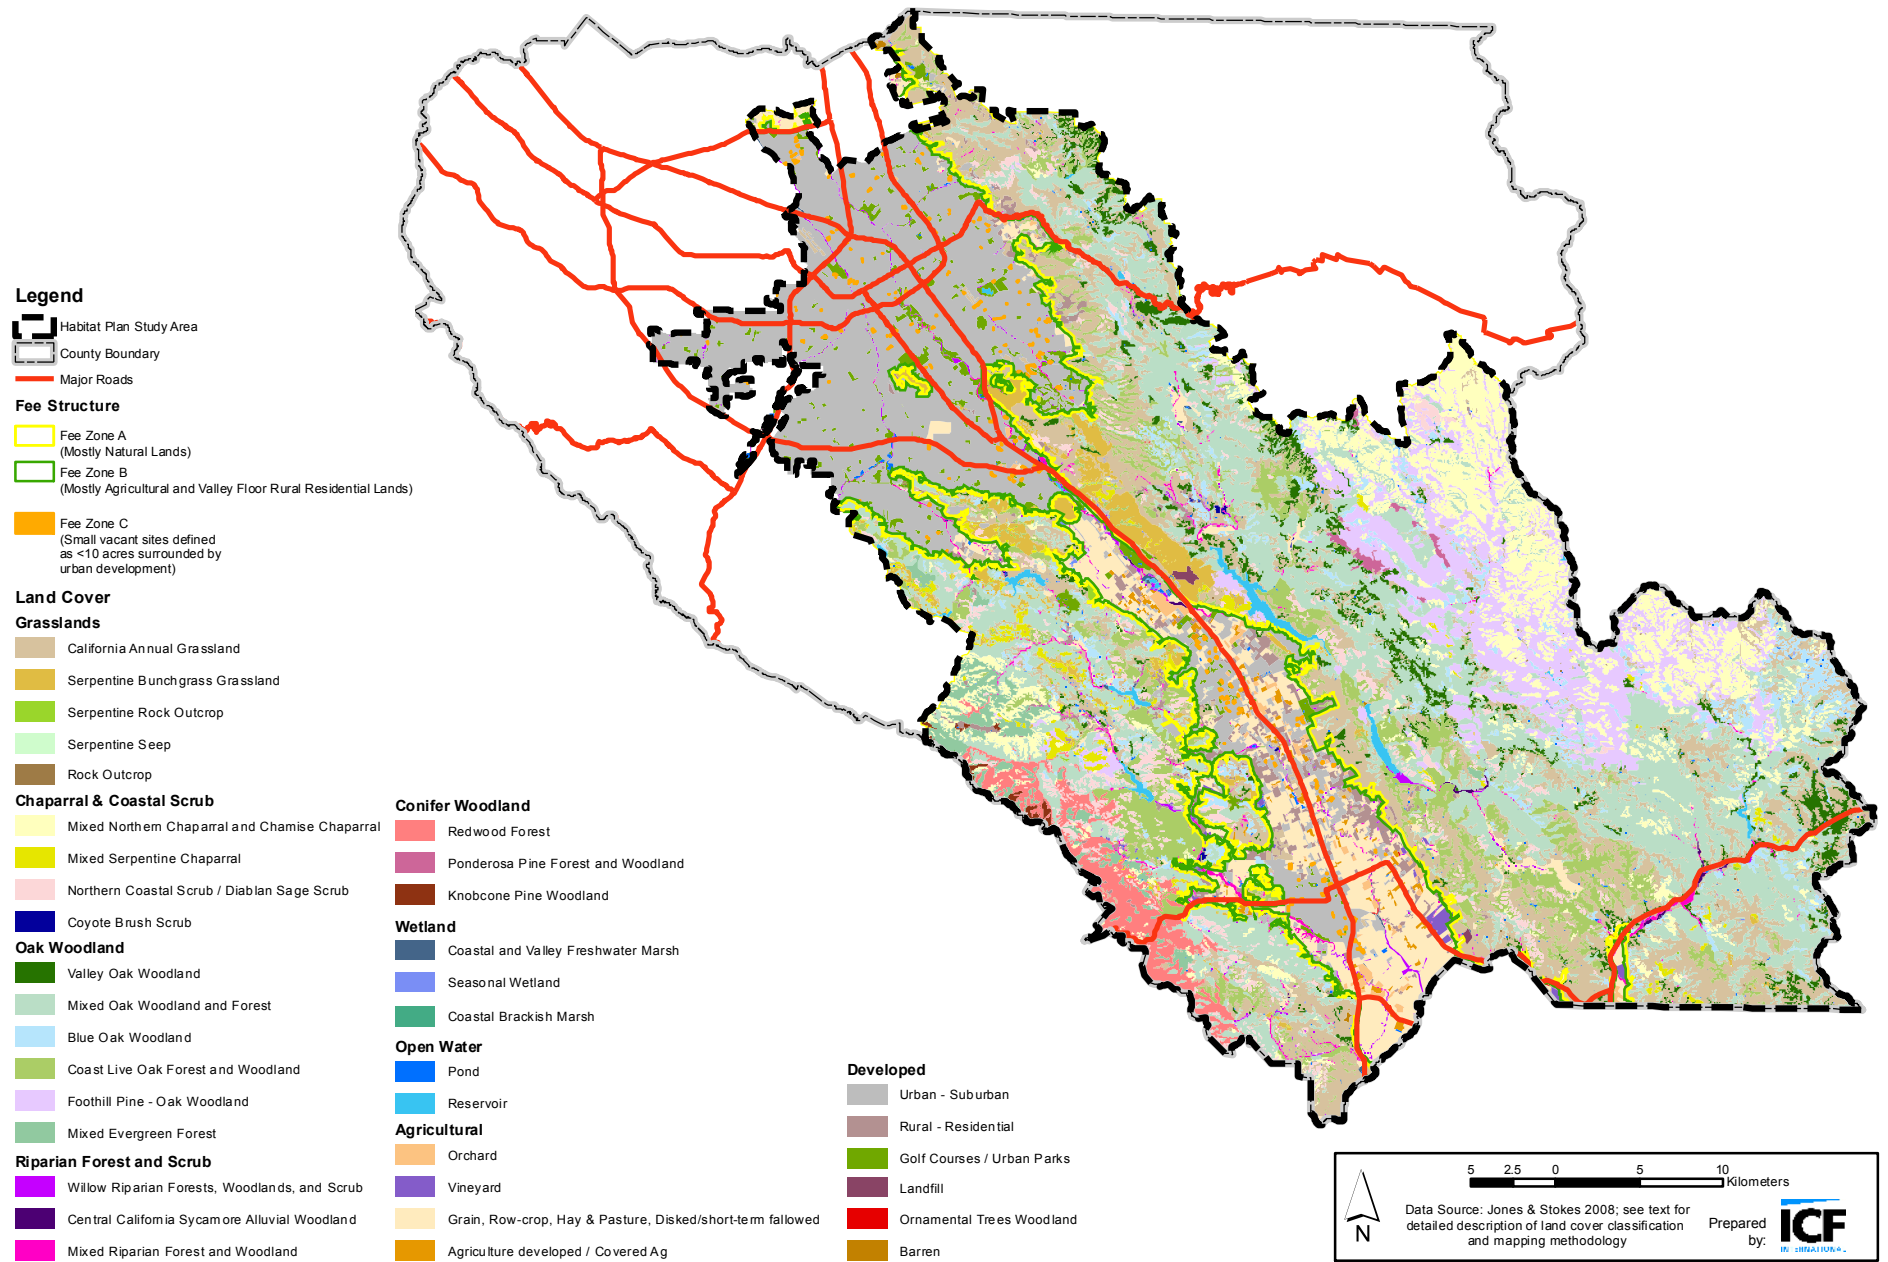 Legend
Habitat Plan Study Area
County Boundary
Major Roads
Fee Structure
Fee Zone A
(Mostly Natural Lands)
Fee Zone B
(Mostly Agricultural and Valley Floor Rural Residential Lands)
Fee Zone C
(Small vacant sites defined
as <10 acres surrounded by
urban development)
Land Cover
Grasslands
California Annual Grassland
Serpentine Bunchgrass Grassland
Serpentine Rock Outcrop
Serpentine Seep
Rock Outcrop
Chaparral & Coastal Scrub
Mixed Northern Chaparral and Chamise Chaparral
Mixed Serpentine Chaparral
Northern Coastal Scrub / Diablan Sage Scrub
Coyote Brush Scrub
Oak Woodland
Valley Oak Woodland
Mixed Oak Woodland and Forest
Blue Oak Woodland
Coast Live Oak Forest and Woodland
Foothill Pine - Oak Woodland
Mixed Evergreen Forest
Riparian Forest and Scrub
Willow Riparian Forests, Woodlands, and Scrub
Central California Sycamore Alluvial Woodland
Mixed Riparian Forest and Woodland
Conifer Woodland
Redwood Forest
Ponderosa Pine Forest and Woodland
Knobcone Pine Woodland
Wetland
Coastal and Valley Freshwater Marsh
Seasonal Wetland
Coastal Brackish Marsh
Open Water
Pond
Reservoir
Agricultural
Orchard
Vineyard
Grain, Row-crop, Hay & Pasture, Disked/short-term fallowed
Agriculture developed / Covered Ag
Developed
Urban - Suburban
Rural - Residential
Golf Courses / Urban Parks
Landfill
Ornamental Trees Woodland
Barren
N
5 2.5 0 5 10
Kilometers
Data Source: Jones & Stokes 2008; see text for
detailed description of land cover classification
and mapping methodology
Prepared
by:
ICF
INTERNATIONAL